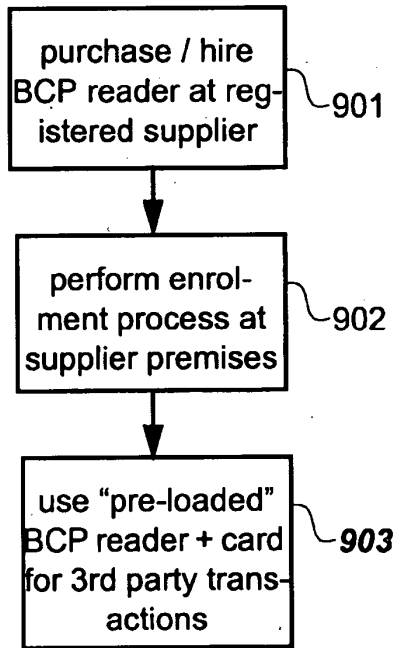 purchase / hire
BCP reader at reg-
istered supplier
901
perform enrol-
ment process at
supplier premises
902
use “pre-loaded”
BCP reader + card
for 3rd party trans-
actions
903